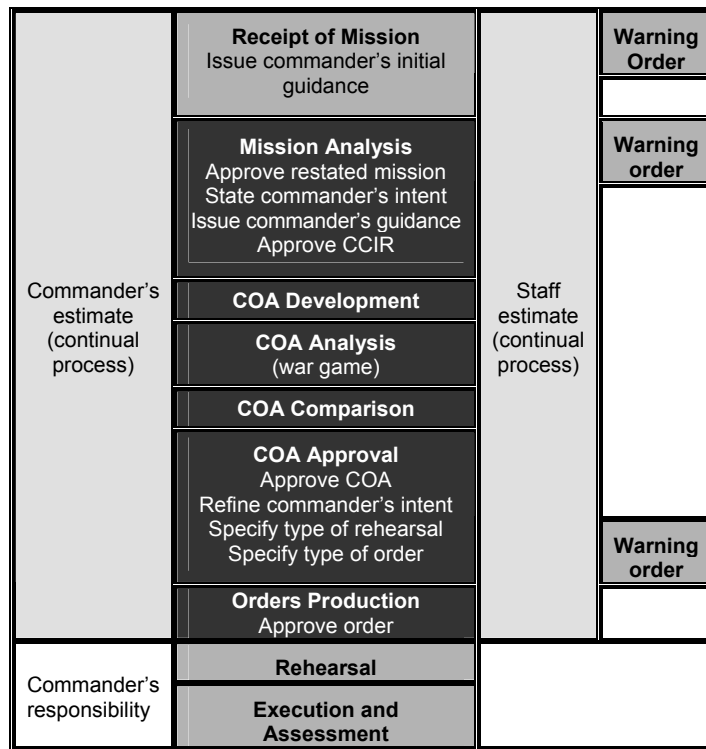 Receipt of Mission
Issue commander's initial
guidance
Warning
Order
Mission Analysis
Approve restated mission
State commander's intent
Issue commander's guidance
Approve CCIR
Warning
order
Commander's
estimate
(continual
process)
COA Development
COA Analysis
(war game)
COA Comparison
Staff
estimate
(continual
process)
COA Approval
Approve COA
Refine commander's intent
Specify type of rehearsal
Specify type of order
Warning
order
Orders Production
Approve order
Commander's
responsibility
Rehearsal
Execution and
Assessment